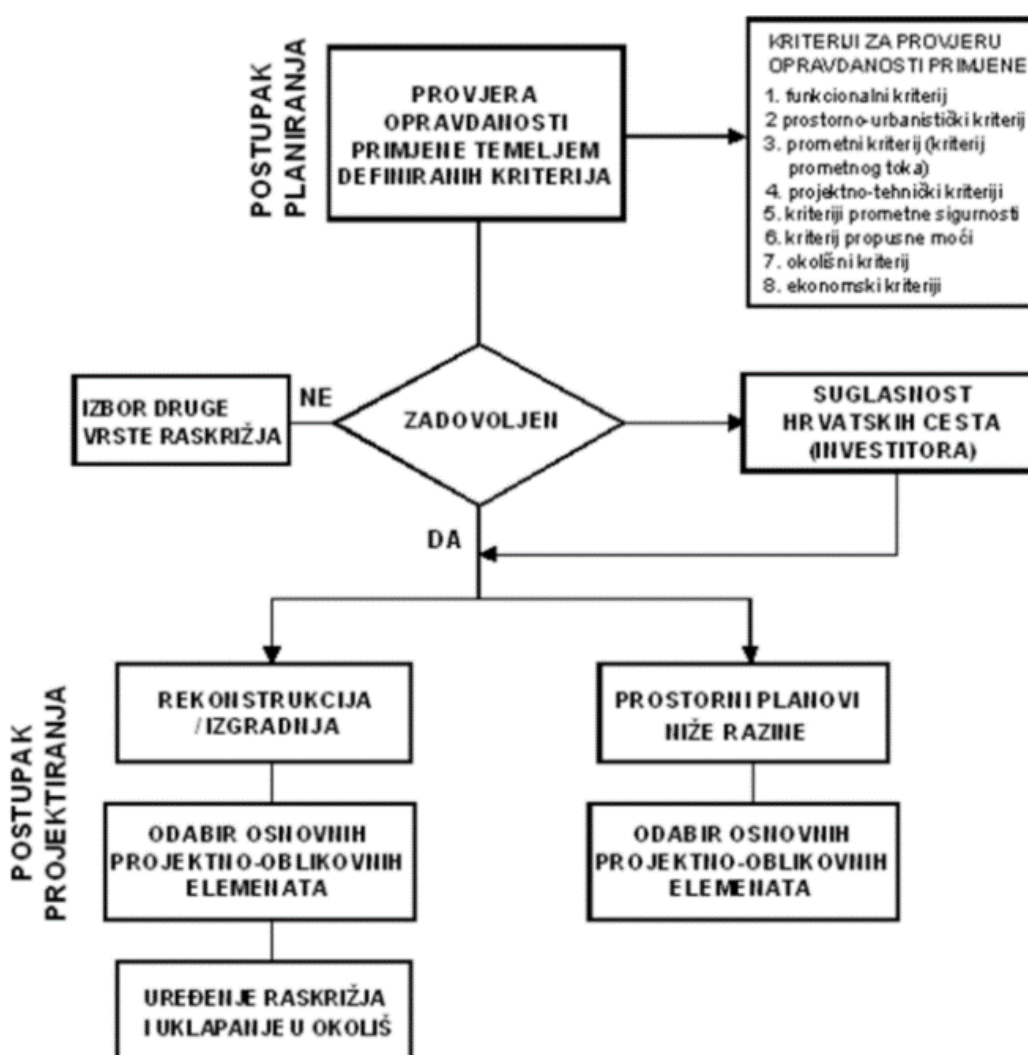 POSTUPAK
PLANIRANJA
PROVJERA
OPRAVDANOSTI
PRIMJENE TEMELJEM
DEFINIRANIH KRITERIJA
KRITERIJI ZA PROVJERU
OPRAVDANOSTI PRIMJENE
1. funkcionalni kriterij
2 prostorno-urbanistički kriterij
3. prometni kriterij (kriterij
prometnog toka)
4. projektno-tehnički kriteriji
5. kriteriji prometne sigurnosti
6. kriterij propusne moći
7. okolišni kriterij
8. ekonomski kriteriji
IZBOR DRUGE
VRSTE RASKRIŽJA
NE
ZADOVOLJEN
SUGLASNOST
HRVATSKIH CESTA
(INVESTITORA)
DA
POSTUPAK
PROJEKTIRANJA
REKONSTRUKCIJA
/IZGRADNJA
PROSTORNI PLANOVI
NIŽE RAZINE
ODABIR OSNOVNIH
PROJEKTNO-OBLIKOVNIH
ELEMENATA
ODABIR OSNOVNIH
PROJEKTNO-OBLIKOVNIH
ELEMENATA
UREĐENJE RASKRIŽJA
I UKLAPANJE U OKOLIŠ